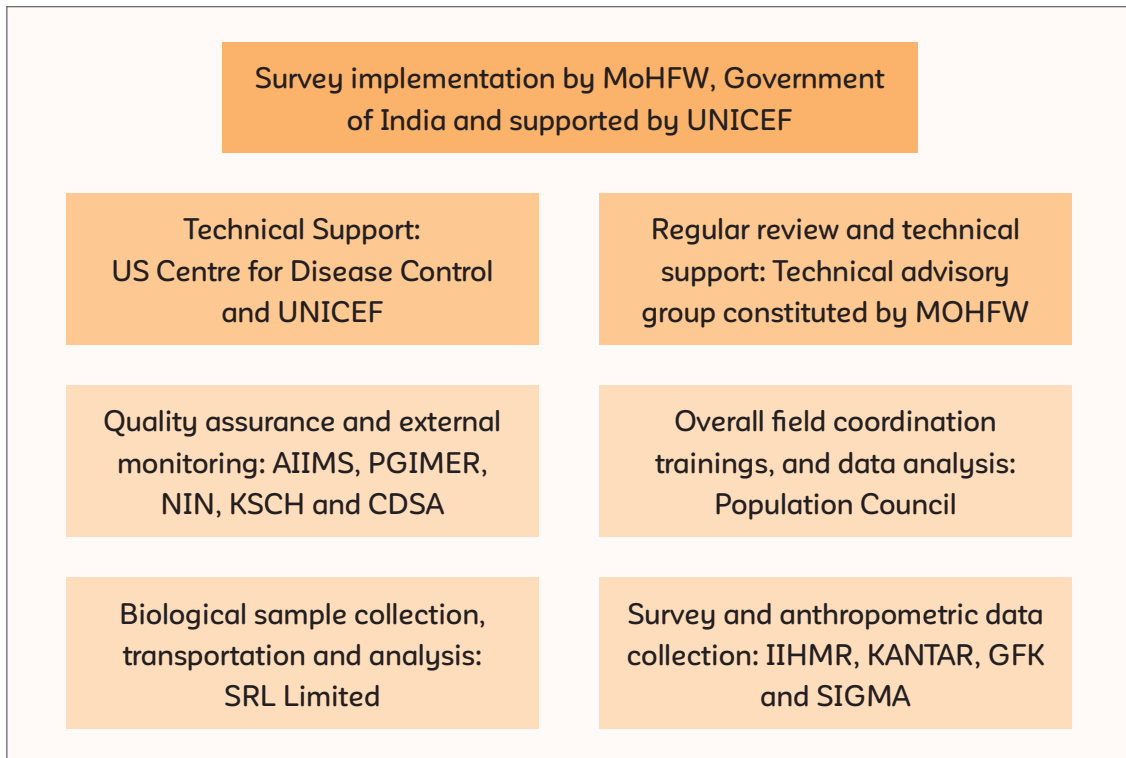 Survey implementation by MoHFW, Government
of India and supported by UNICEF
Technical Support:
US Centre for Disease Control
and UNICEF
Regular review and technical
support: Technical advisory
group constituted by MOHFW
Quality assurance and external
monitoring: AIIMS, PGIMER,
NIN, KSCH and CDSA
Overall field coordination
trainings, and data analysis:
Population Council
Biological sample collection,
transportation and analysis:
SRL Limited
Survey and anthropometric data
collection: IIHMR, KANTAR, GFK
and SIGMA